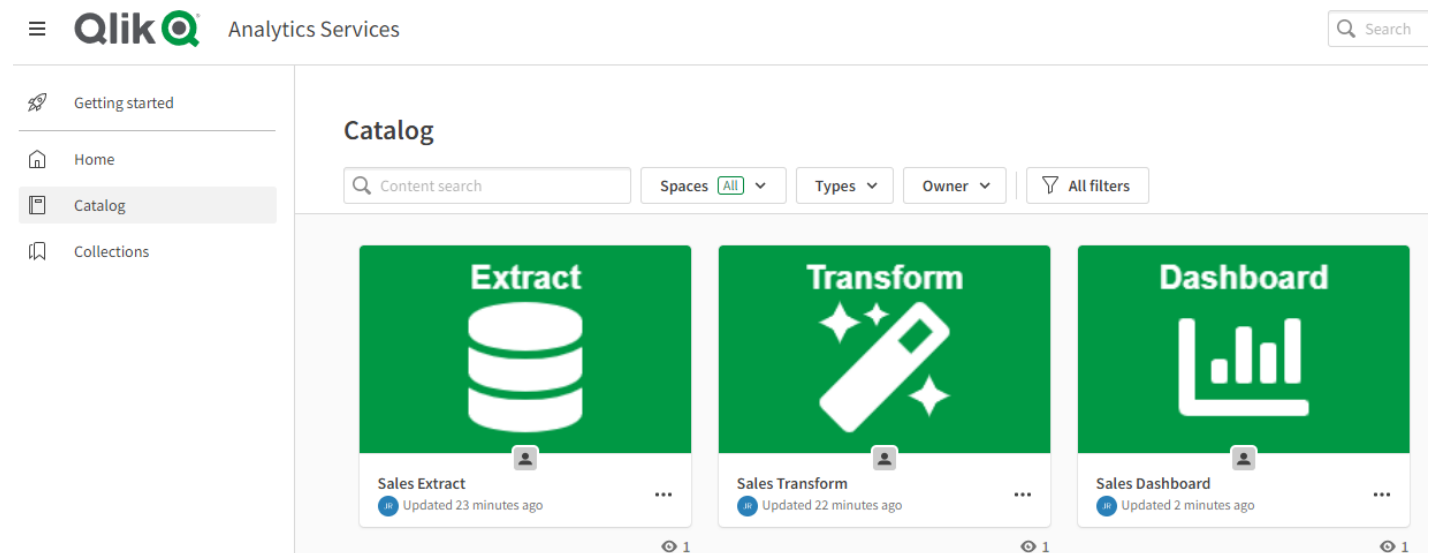 Qlik Analytics Services
Search
Getting started
Home
Catalog
Collections
Catalog
Content search
Spaces All
Types
Owner
All filters
Extract
Transform
Dashboard
Sales Extract
JR Updated 23 minutes ago
1
Sales Transform
JR Updated 22 minutes ago
1
Sales Dashboard
JR Updated 2 minutes ago
1